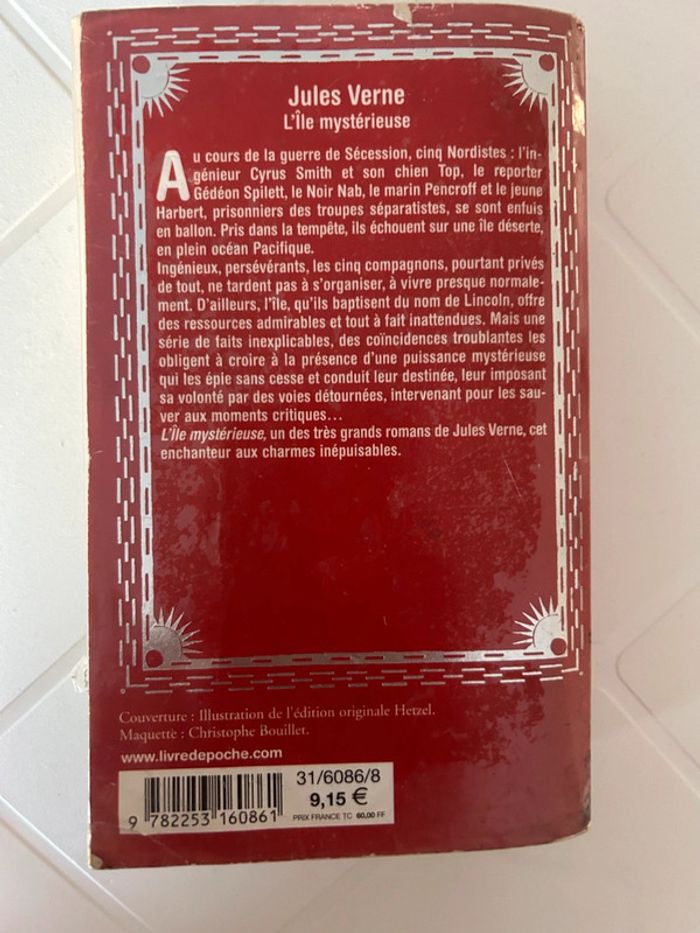 Jules Verne
L'Île mystérieuse
Au cours de la guerre de Sécession, cinq Nordistes : l'in-
génieur Cyrus Smith et son chien Top, le reporter
Gédéon Spilett, le Noir Nab, le marin Pencroff et le jeune
Harbert, prisonniers des troupes séparatistes, se sont enfuis
en ballon. Pris dans la tempête, ils échouent sur une île déserte,
en plein océan Pacifique.
Ingénieux, persévérants, les cinq compagnons, pourtant privés
de tout, ne tardent pas à s'organiser, à vivre presque normale-
ment. D'ailleurs, l'île, qu'ils baptisent du nom de Lincoln, offre
des ressources admirables et tout à fait inattendues. Mais une
série de faits inexplicables, des coïncidences troublantes les
obligent à croire à la présence d'une puissance mystérieuse
qui les épie sans cesse et conduit leur destinée, leur imposant
sa volonté par des voies détournées, intervenant pour les sau-
ver aux moments critiques...
L'Île mystérieuse, un des très grands romans de Jules Verne, cet
enchanteur aux charmes inépuisables.
Couverture : Illustration de l'édition originale Hetzel.
Maquette : Christophe Bouillet.
www.livredepoche.com
31/6086/8
9,15 €
PRIX FRANCE TC 60,00 FF
9 782253 160861